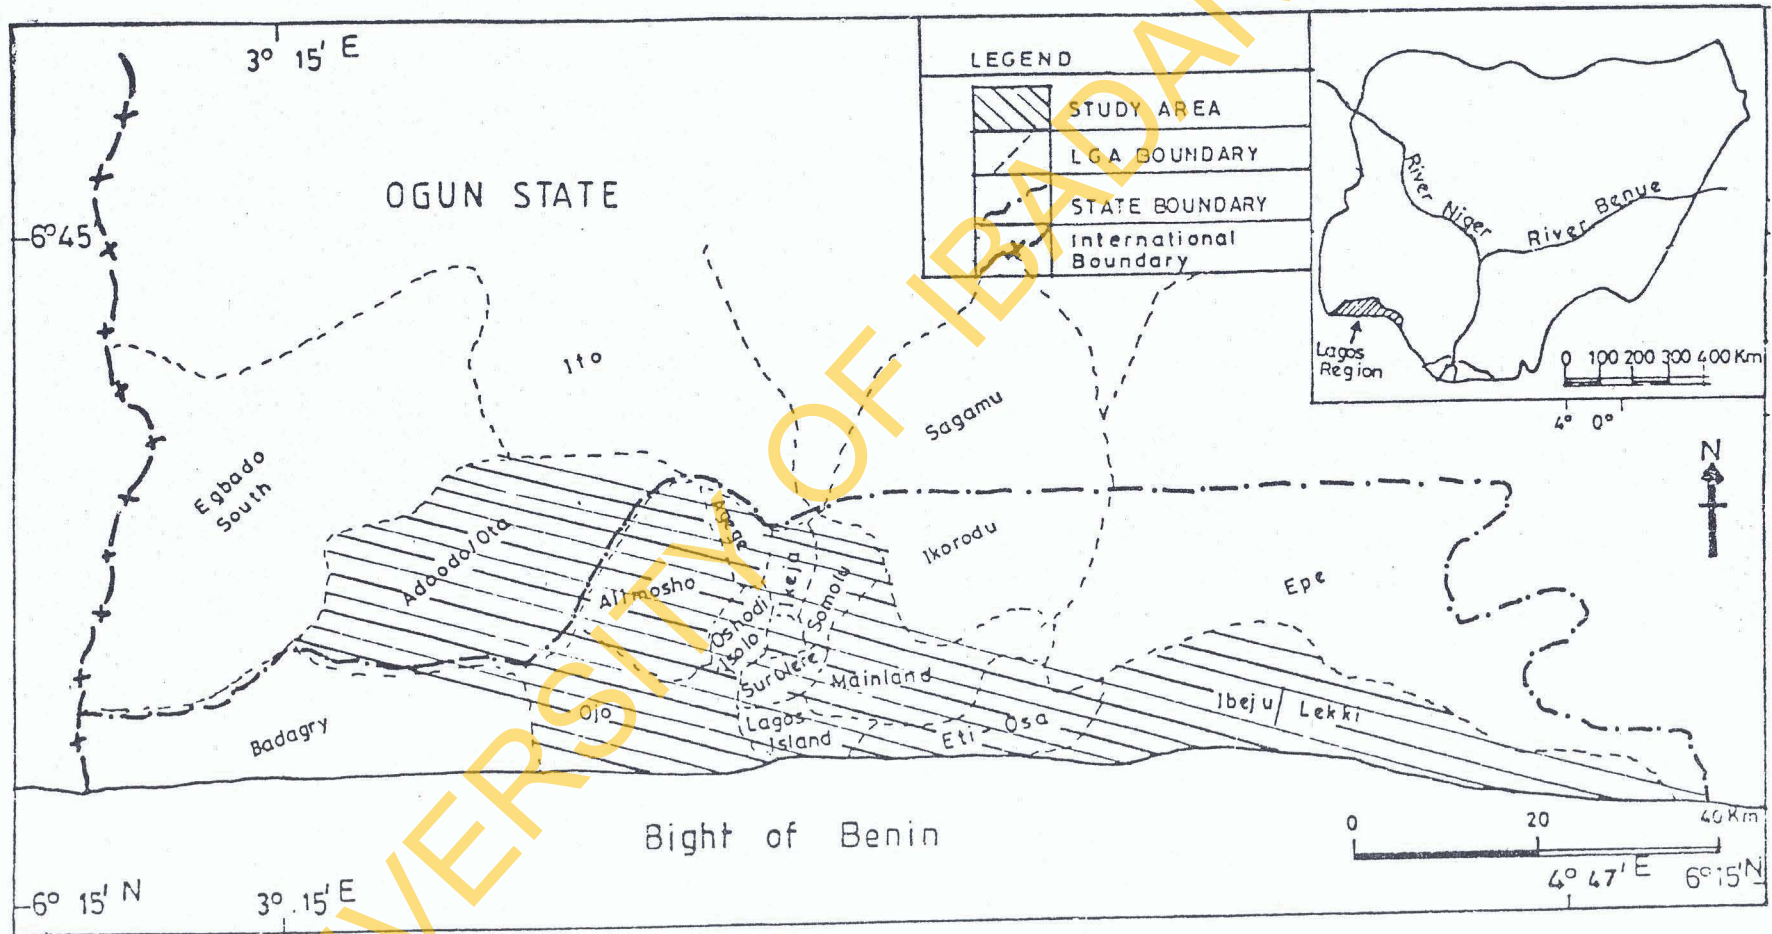 3° 15' E
LEGEND
STUDY AREA
LGA BOUNDARY
STATE BOUNDARY
International
Boundary
River Niger
River Benue
Lagos
Region
0 100 200 300 400 Km
4° 0°
N
OGUN STATE
6°45'
Ito
Sagamu
Egbado
South
Adoodo/Ota
Alimosho
Agege
Ikeja
Oshodi
Isolo
Somolu
Ikorodu
Epe
Surulere
Mainland
Badagry
Ojo
Lagos
Island
Eti-Osa
Ibeju/Lekki
Bight of Benin
0 20 40 Km
6° 15' N
3°.15' E
4° 47' E
6°15'N
VERSITY OF IBADAN